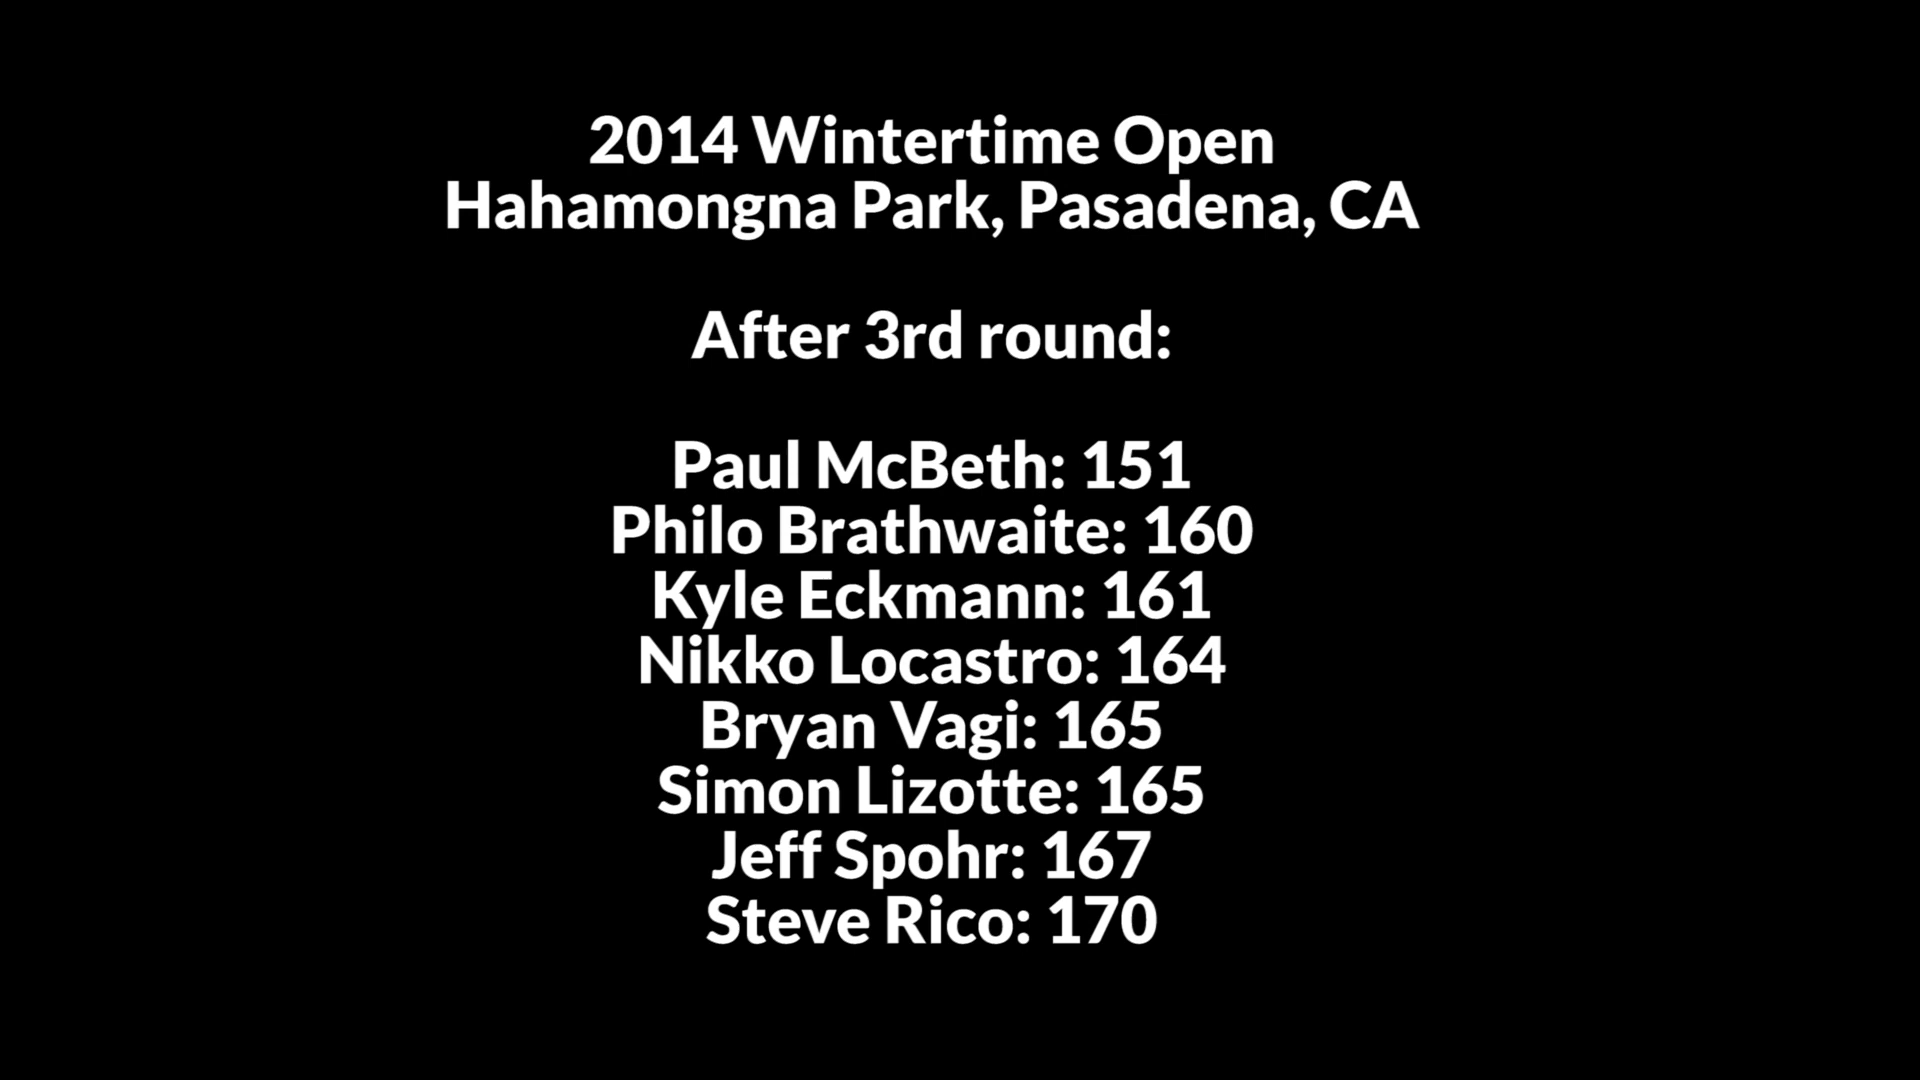 2014 Wintertime Open
Hahamongna Park, Pasadena, CA
After 3rd round:
Paul McBeth: 151
Philo Brathwaite: 160
Kyle Eckmann: 161
Nikko Locastro: 164
Bryan Vagi: 165
Simon Lizotte: 165
Jeff Spohr: 167
Steve Rico: 170